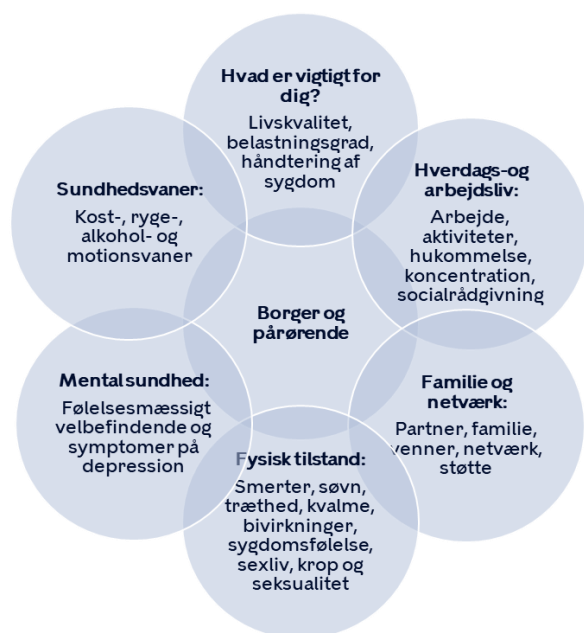 Hvad er vigtigt for
dig?
Livskvalitet,
belastningsgrad,
håndtering af
sygdom
Hverdags- og
arbejdsliv:
Arbejde,
aktiviteter,
hukommelse,
koncentration,
socialrådgivning
Familie og
netværk:
Partner, familie,
venner, netværk,
støtte
Fysisk tilstand:
Smerter, søvn,
træthed, kvalme,
bivirkninger,
sygdomsfølelse,
sexliv, krop og
seksualitet
Mental sundhed:
Følelsesmæssigt
velbefindende og
symptomer på
depression
Sundhedsvaner:
Kost-, ryge-,
alkohol- og
motionsvaner
Borger og
pårørende